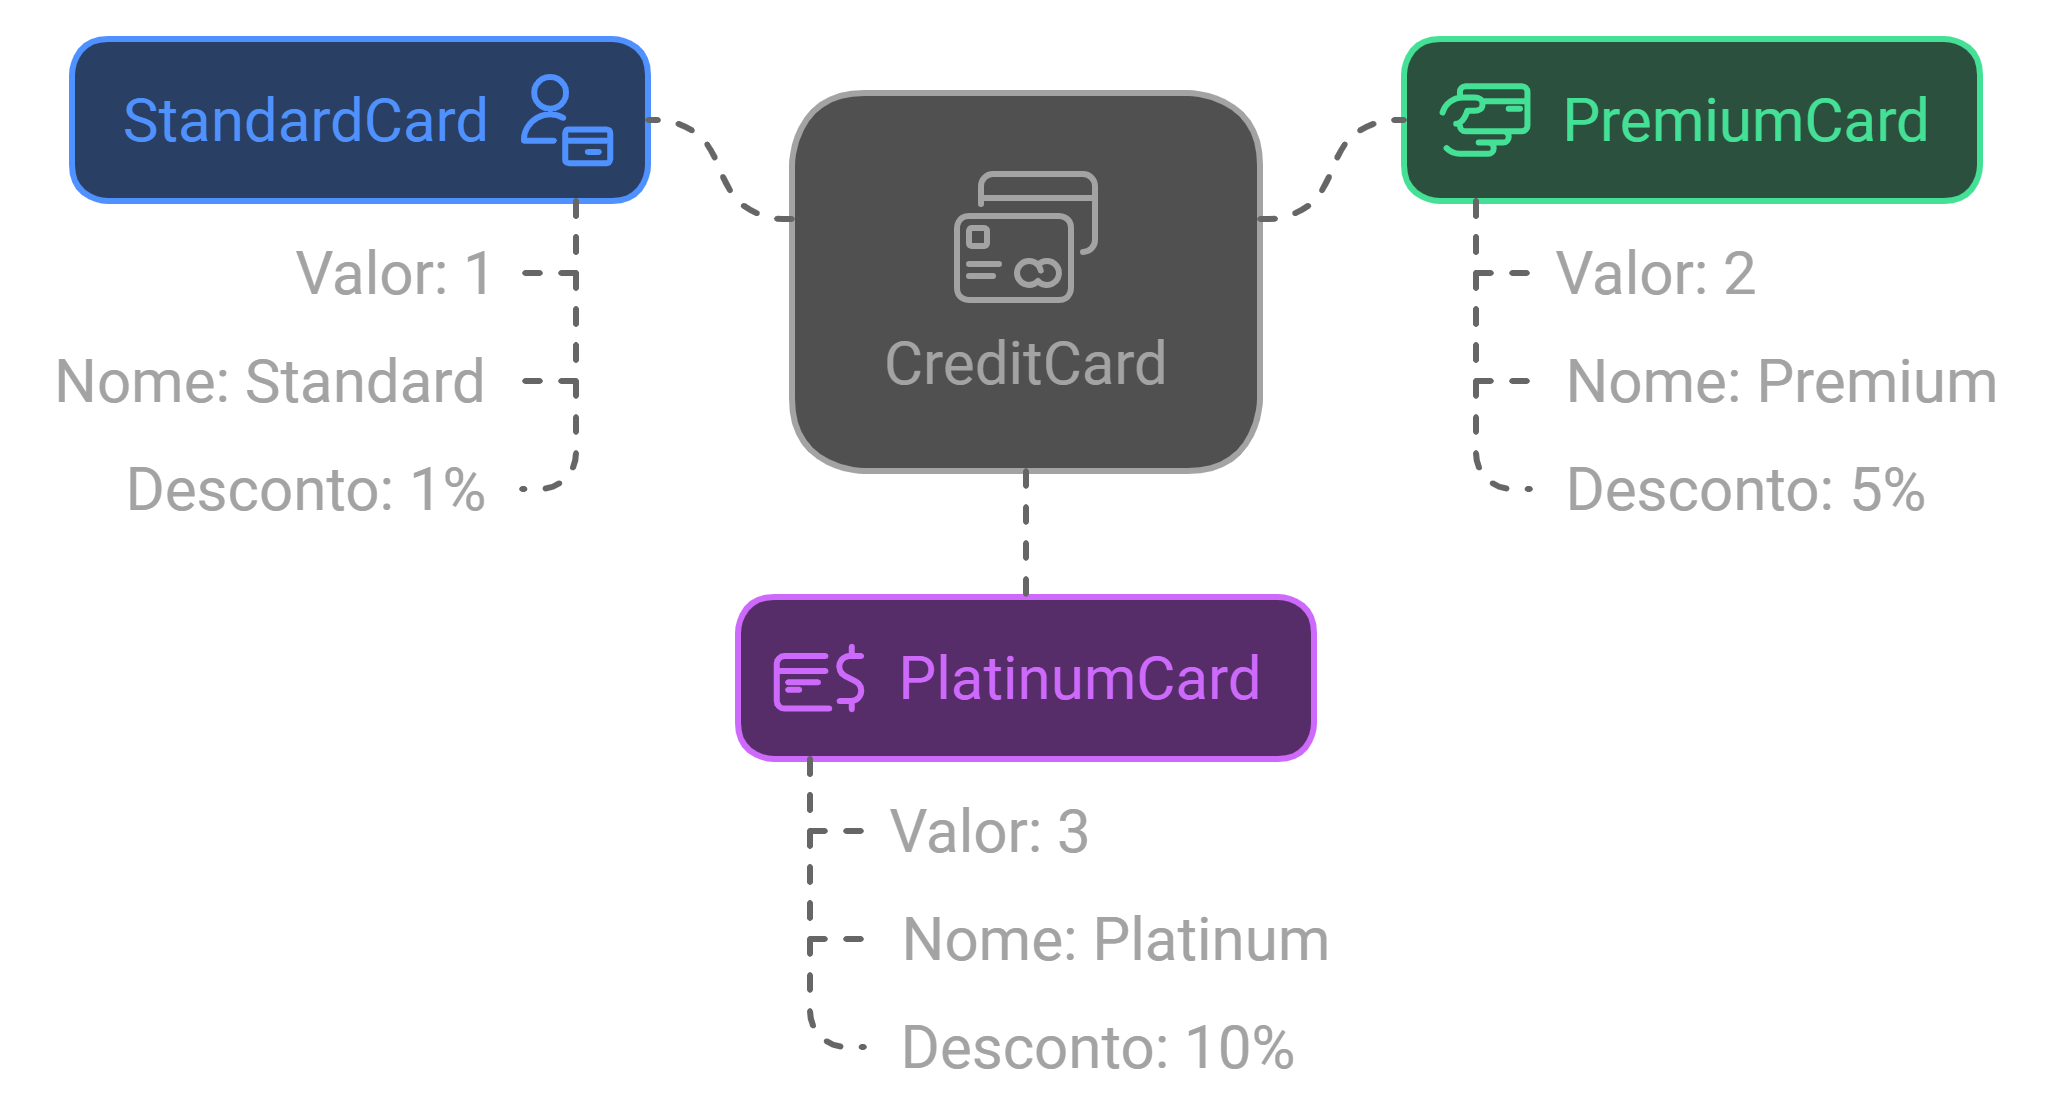 StandardCard
Valor: 1
Nome: Standard
Desconto: 1%
CreditCard
PremiumCard
Valor: 2
Nome: Premium
Desconto: 5%
PlatinumCard
Valor: 3
Nome: Platinum
Desconto: 10%